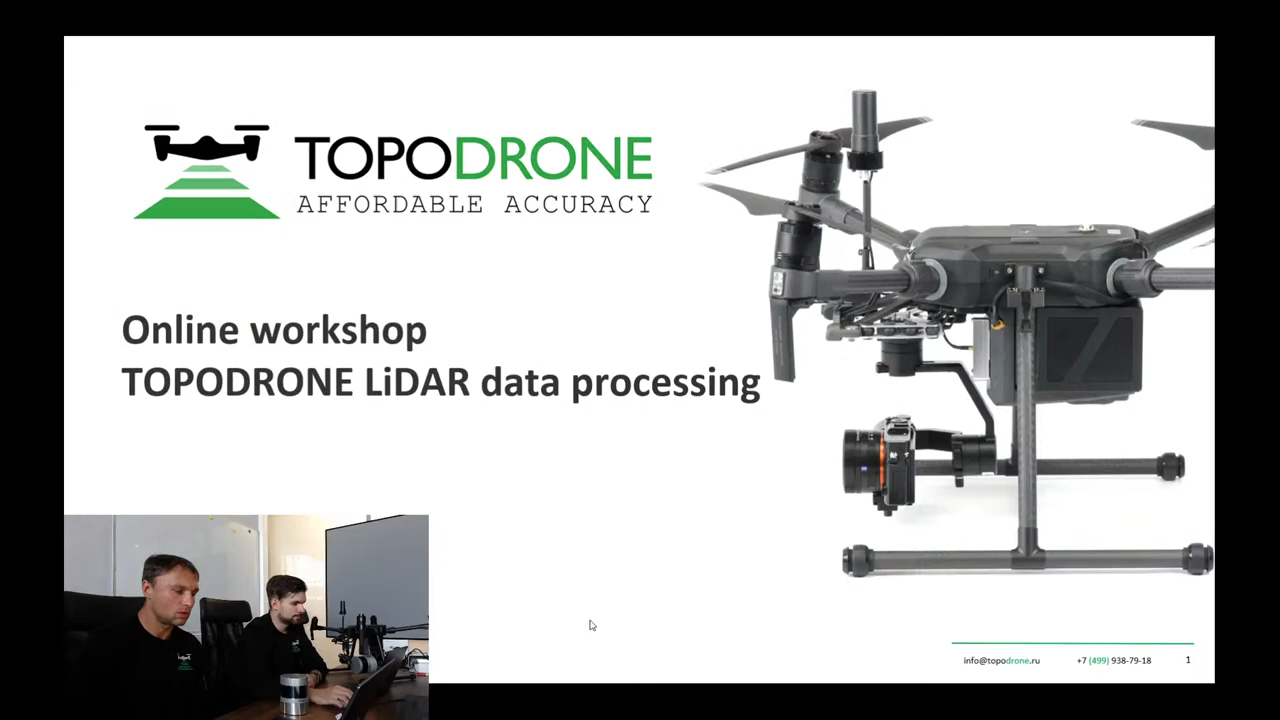 TOPODRONE
AFFORDABLE ACCURACY
Online workshop
TOPODRONE LiDAR data processing
info@topodrone.ru +7 (499) 938-79-18 1